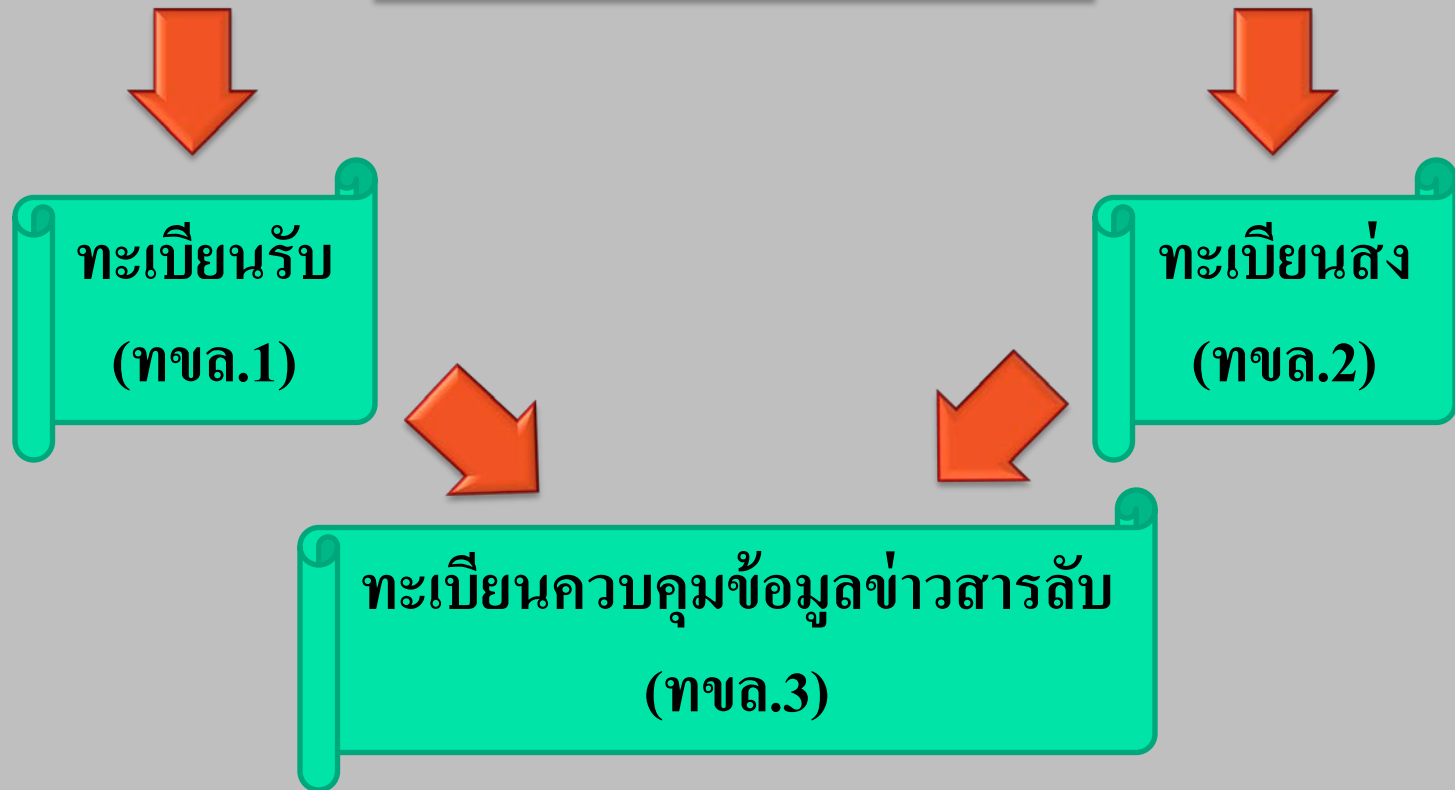 ทะเบียนรับ
(ทขล.1)
ทะเบียนส่ง
(ทขล.2)
ทะเบียนควบคุมข้อมูลข่าวสารลับ
(ทขล.3)